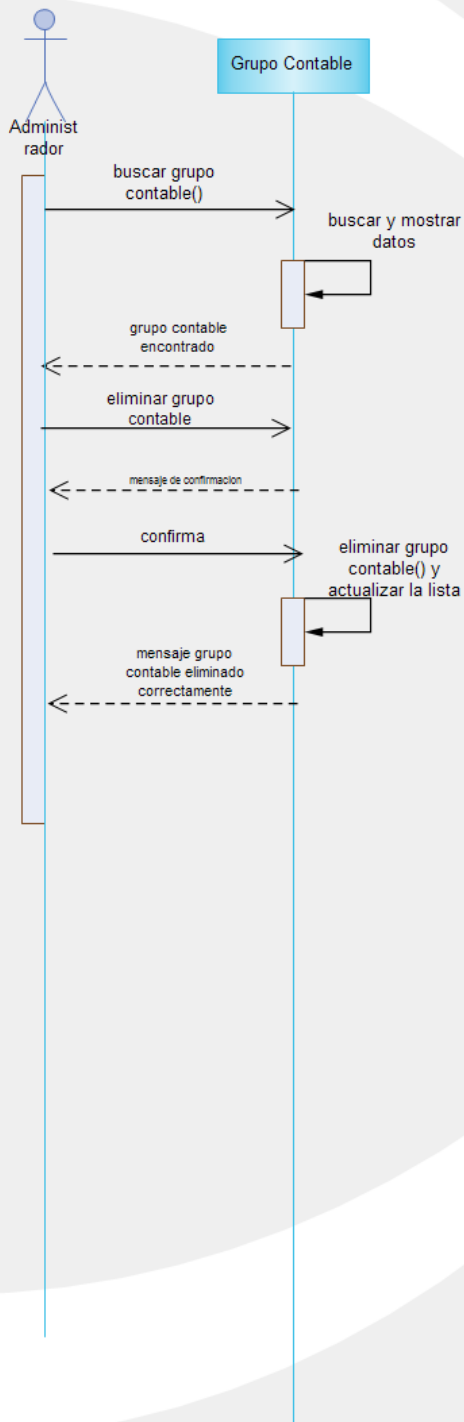 Grupo Contable
Administ
rador
buscar grupo
contable()
buscar y mostrar
datos
grupo contable
encontrado
eliminar grupo
contable
mensaje de confirmacion
confirma
eliminar grupo
contable() y
actualizar la lista
mensaje grupo
contable eliminado
correctamente